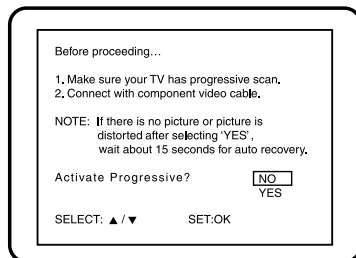 Before proceeding...
1. Make sure your TV has progressive scan.
2. Connect with component video cable.
NOTE: If there is no picture or picture is
distorted after selecting ‘YES’,
wait about 15 seconds for auto recovery.
Activate Progressive? NO
YES
SELECT: ▲ / ▼ SET:OK